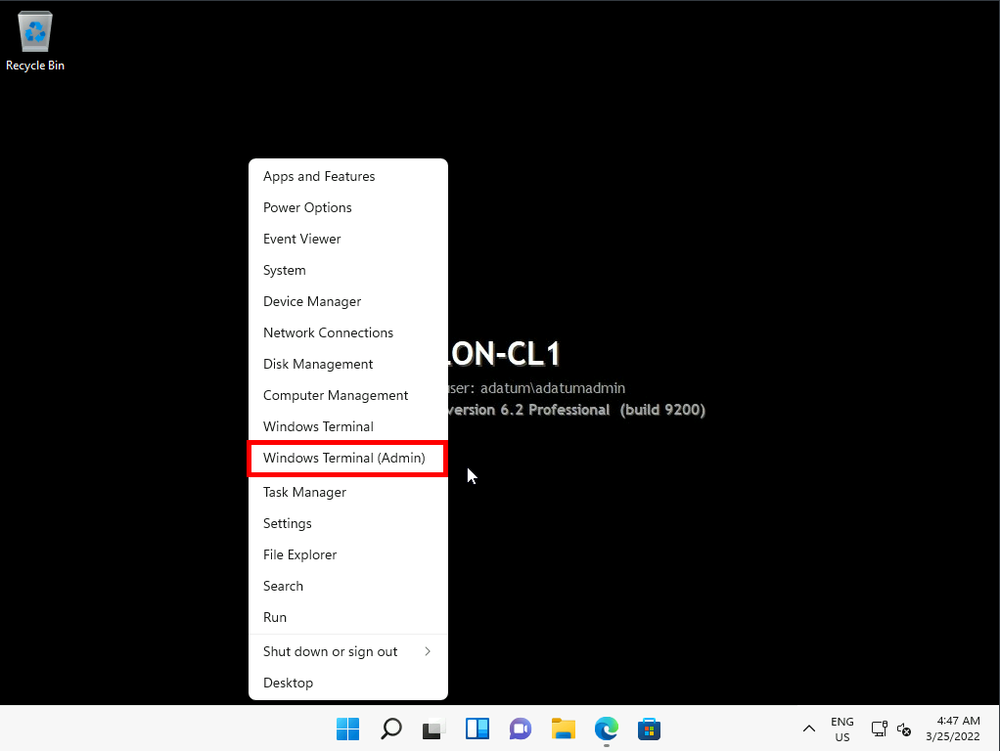 Recycle Bin
Apps and Features
Power Options
Event Viewer
System
Device Manager
Network Connections
Disk Management
Computer Management
Windows Terminal
Windows Terminal (Admin)
Task Manager
Settings
File Explorer
Search
Run
Shut down or sign out
Desktop
LON-CL1
user: adatum\adatumadmin
version 6.2 Professional (build 9200)
ENG
US
4:47 AM
3/25/2022